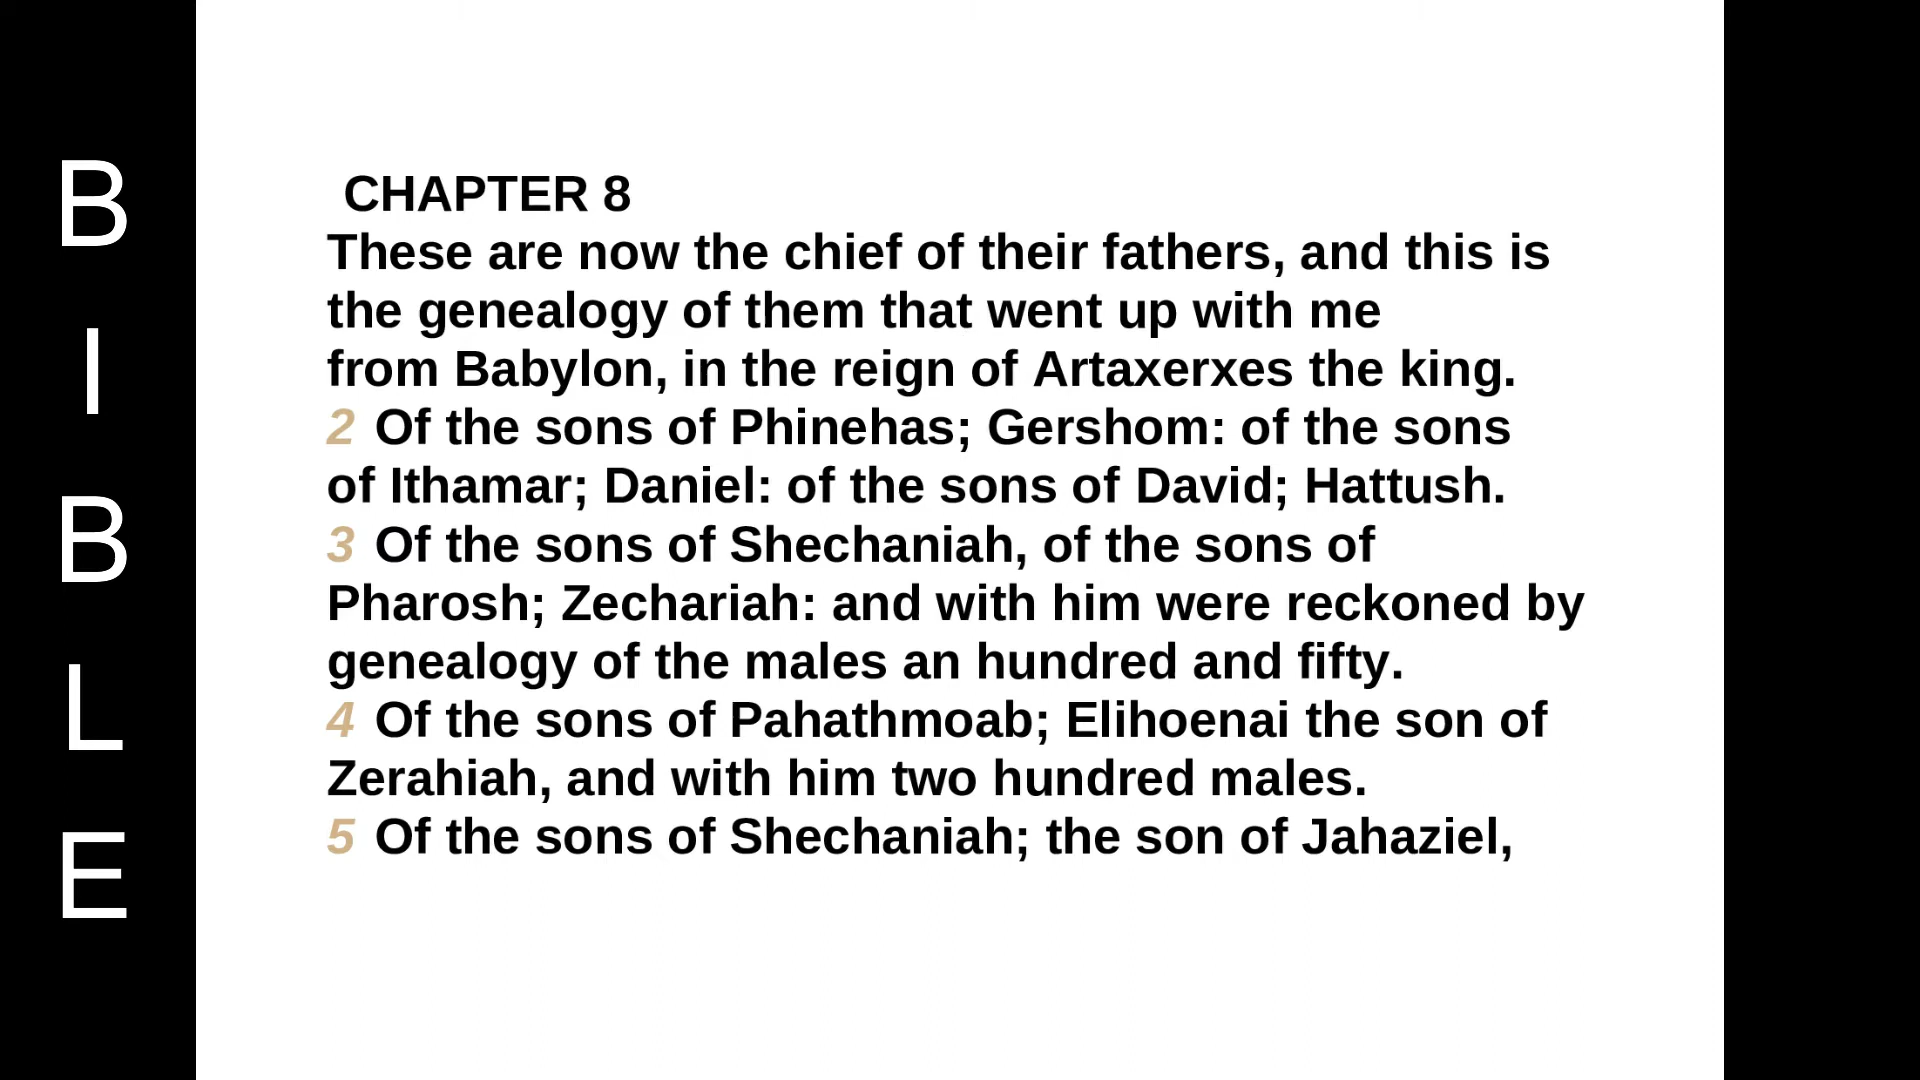 B
I
B
L
E
CHAPTER 8
These are now the chief of their fathers, and this is
the genealogy of them that went up with me
from Babylon, in the reign of Artaxerxes the king.
2 Of the sons of Phinehas; Gershom: of the sons
of Ithamar; Daniel: of the sons of David; Hattush.
3 Of the sons of Shechaniah, of the sons of
Pharosh; Zechariah: and with him were reckoned by
genealogy of the males an hundred and fifty.
4 Of the sons of Pahathmoab; Elihoenai the son of
Zerahiah, and with him two hundred males.
5 Of the sons of Shechaniah; the son of Jahaziel,